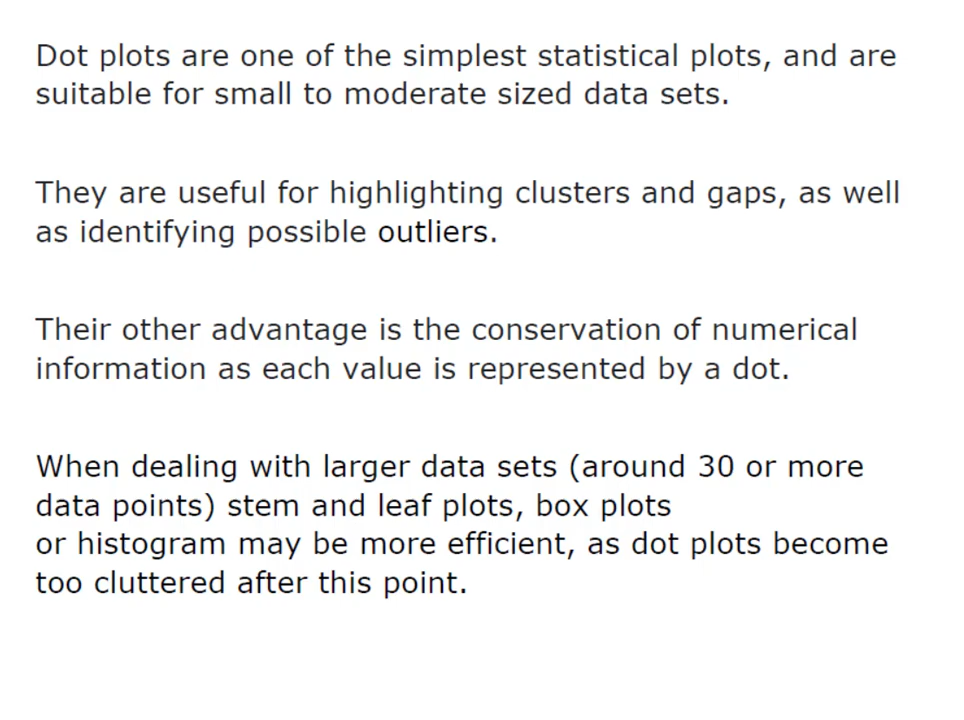 Dot plots are one of the simplest statistical plots, and are
suitable for small to moderate sized data sets.
They are useful for highlighting clusters and gaps, as well
as identifying possible outliers.
Their other advantage is the conservation of numerical
information as each value is represented by a dot.
When dealing with larger data sets (around 30 or more
data points) stem and leaf plots, box plots
or histogram may be more efficient, as dot plots become
too cluttered after this point.